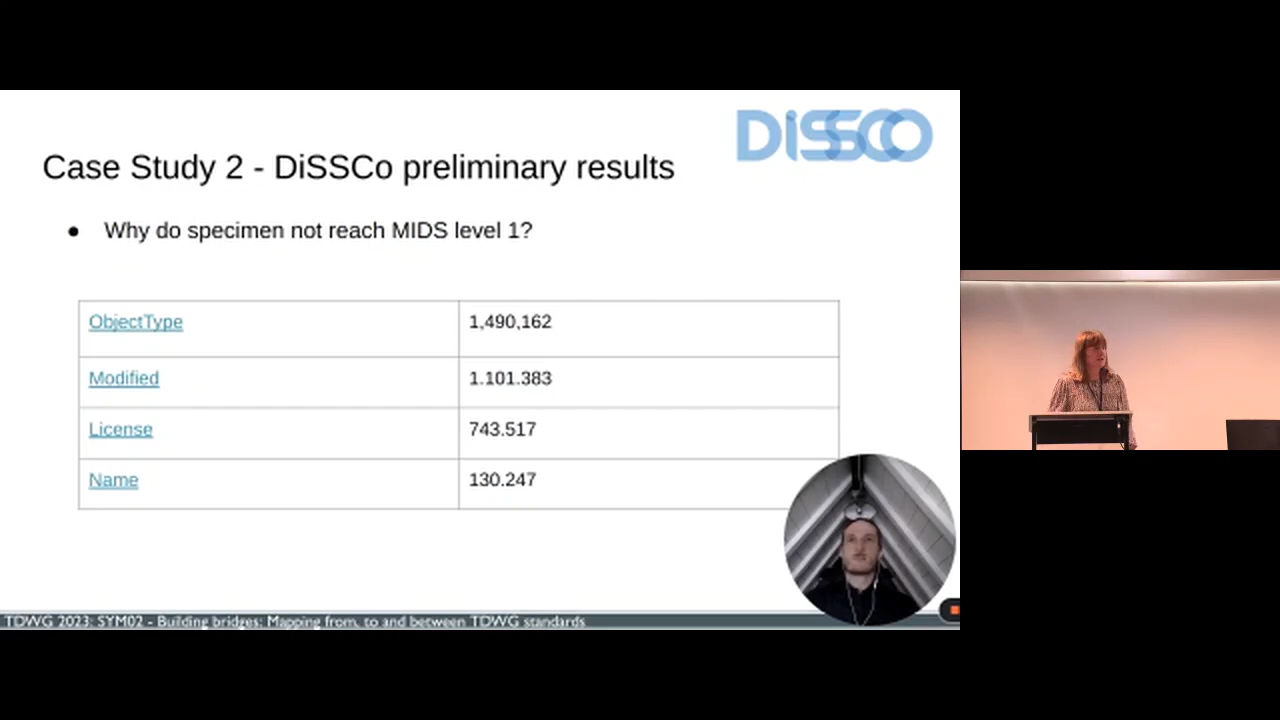 DiSSCo
Case Study 2 - DiSSCo preliminary results
● Why do specimen not reach MIDS level 1?
ObjectType 1,490,162
Modified 1.101.383
License 743.517
Name 130.247
TDWG 2023: SYM02 - Building bridges: Mapping from, to and between TDWG standards